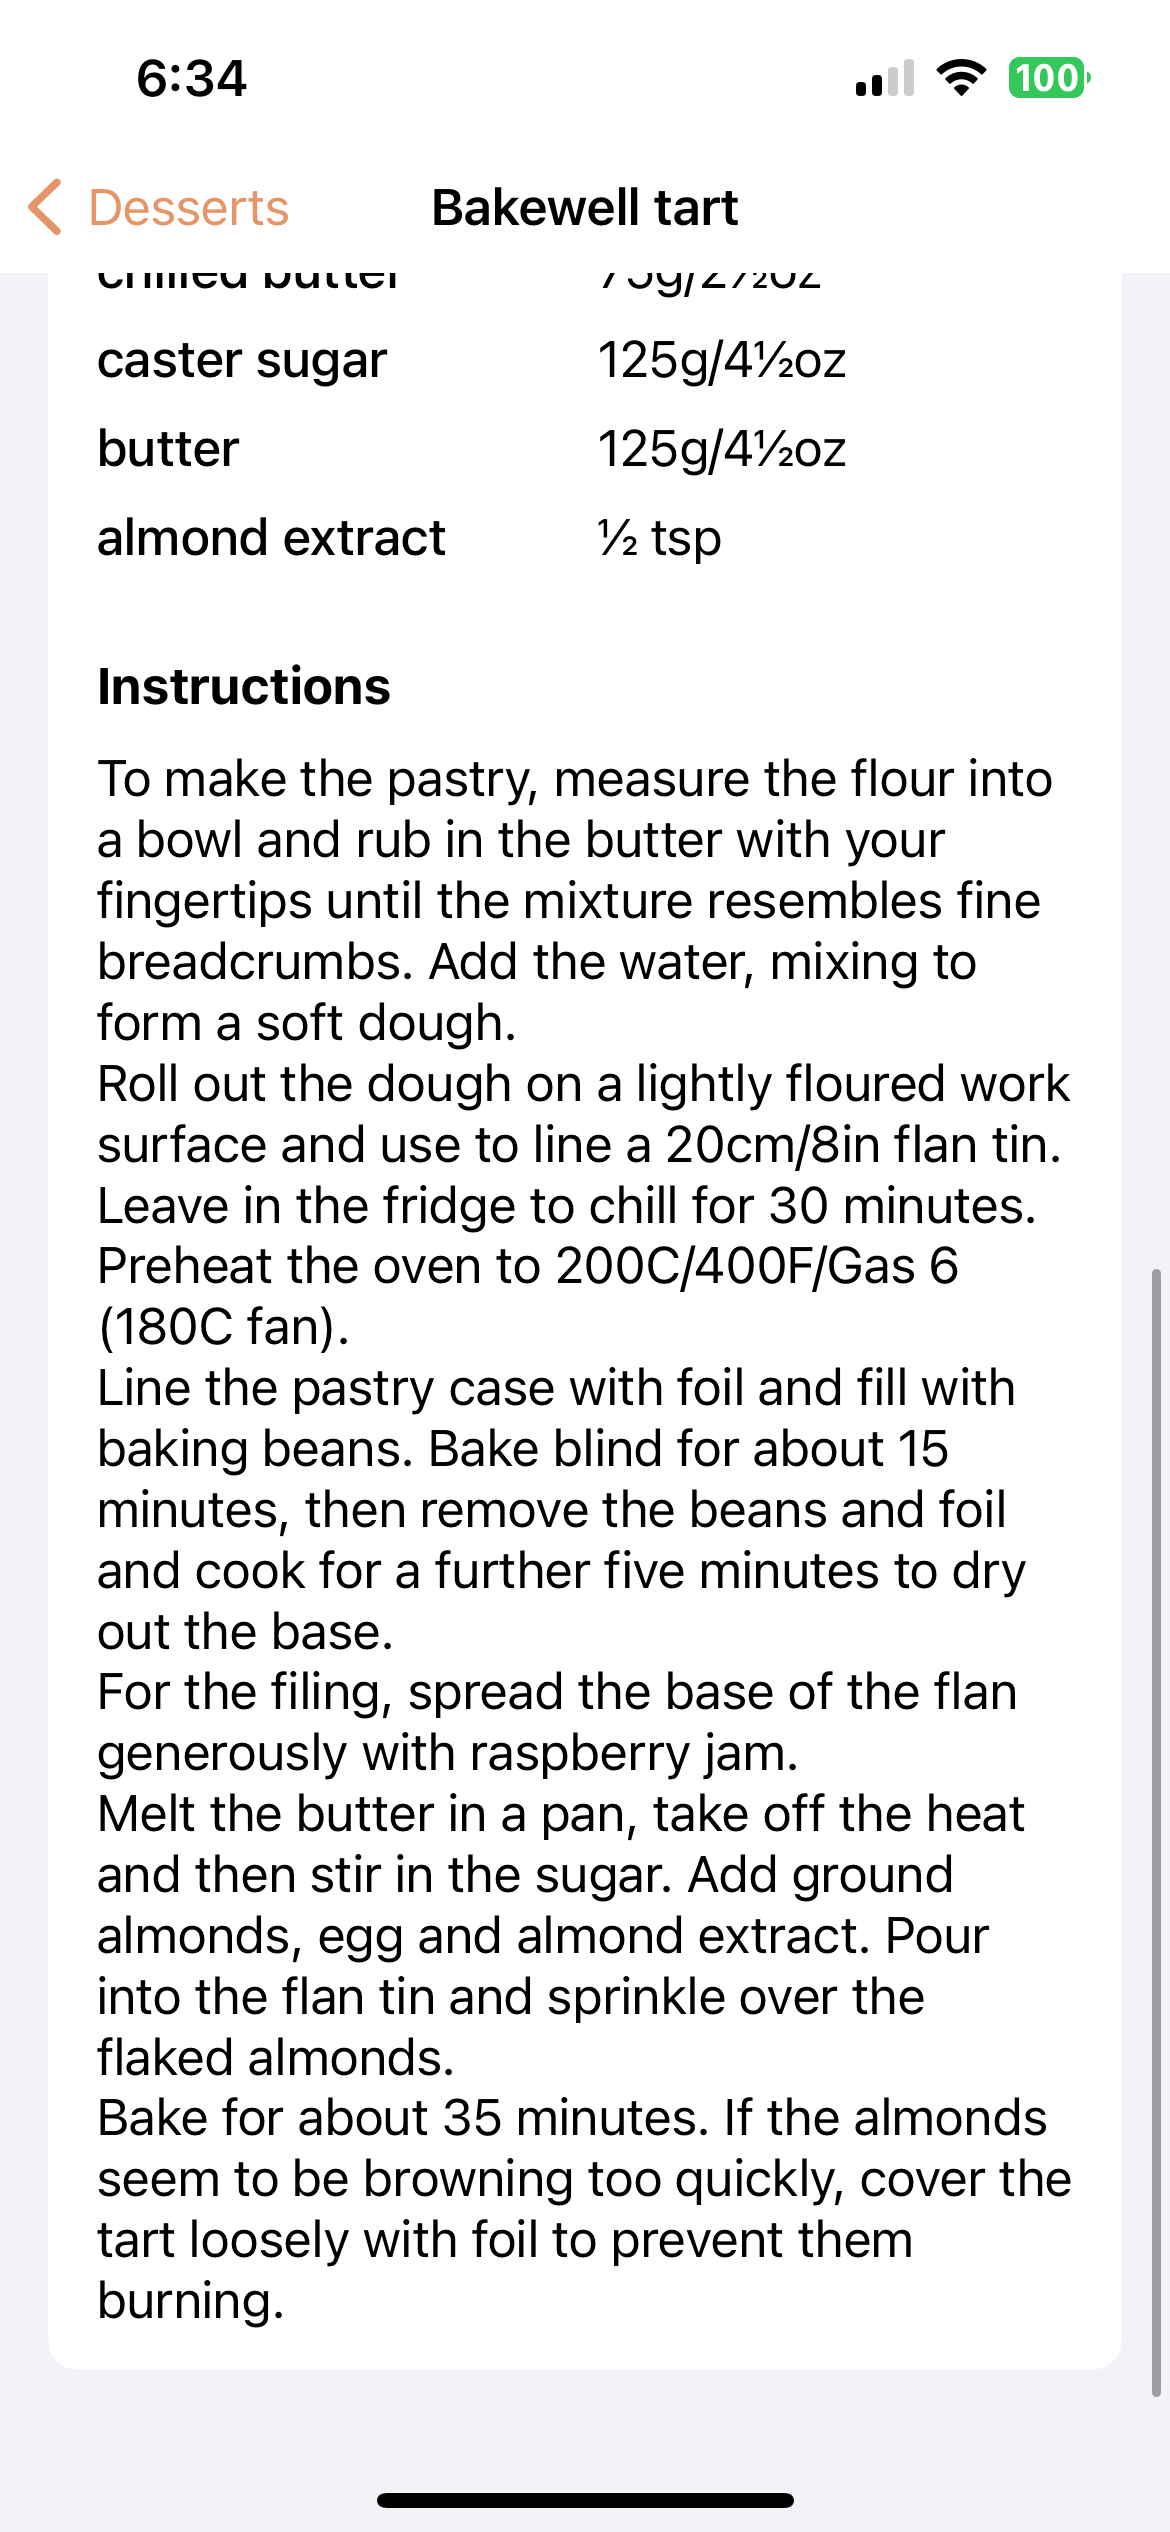 6:34
100
Desserts
Bakewell tart
chilled butter 75g/2½oz
caster sugar 125g/4½oz
butter 125g/4½oz
almond extract ½ tsp
Instructions
To make the pastry, measure the flour into
a bowl and rub in the butter with your
fingertips until the mixture resembles fine
breadcrumbs. Add the water, mixing to
form a soft dough.
Roll out the dough on a lightly floured work
surface and use to line a 20cm/8in flan tin.
Leave in the fridge to chill for 30 minutes.
Preheat the oven to 200C/400F/Gas 6
(180C fan).
Line the pastry case with foil and fill with
baking beans. Bake blind for about 15
minutes, then remove the beans and foil
and cook for a further five minutes to dry
out the base.
For the filing, spread the base of the flan
generously with raspberry jam.
Melt the butter in a pan, take off the heat
and then stir in the sugar. Add ground
almonds, egg and almond extract. Pour
into the flan tin and sprinkle over the
flaked almonds.
Bake for about 35 minutes. If the almonds
seem to be browning too quickly, cover the
tart loosely with foil to prevent them
burning.